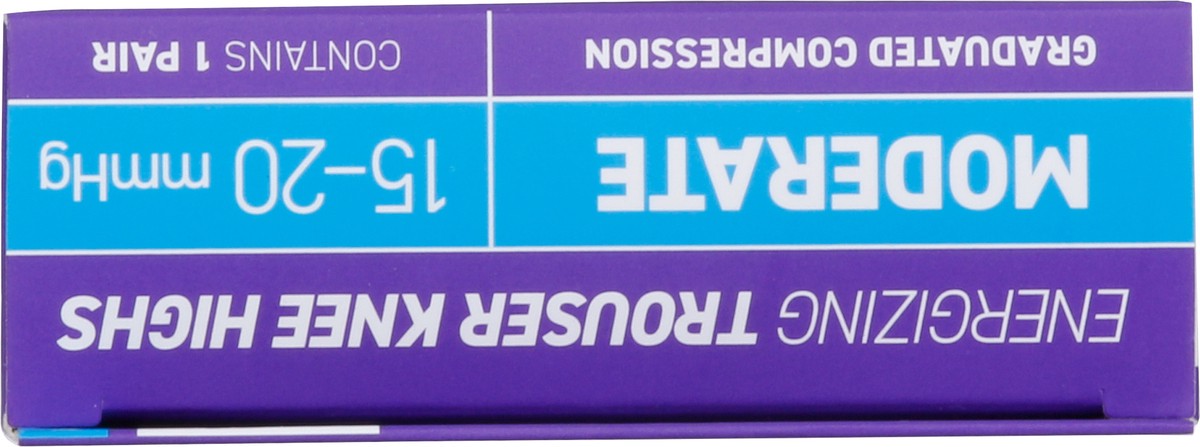 ENERGIZING TROUSER KNEE HIGHS
MODERATE 15-20 mmHg
GRADUATED COMPRESSION CONTAINS 1 PAIR